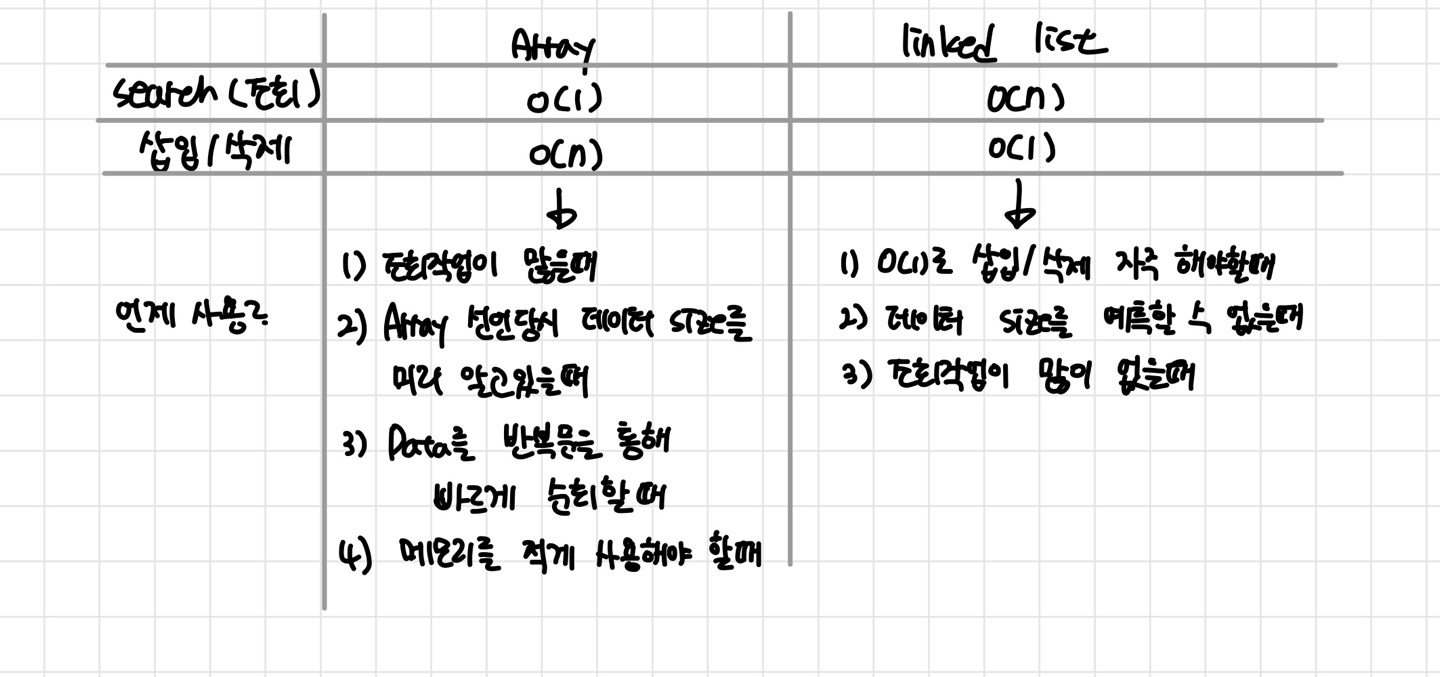 Array linked list
search (조회) O(1) O(n)
삽입/삭제 O(n) O(1)
언제 사용?
1) 조회작업이 많을때
2) Array 선언당시 데이터 size를
미리 알고있을때
3) Data를 반복문을 통해
빠르게 순회할때
4) 메모리를 적게 사용해야 할때
1) O(1)로 삽입/삭제 자주 해야할때
2) 데이터 size를 예측할 수 없을때
3) 조회작업이 많이 없을때